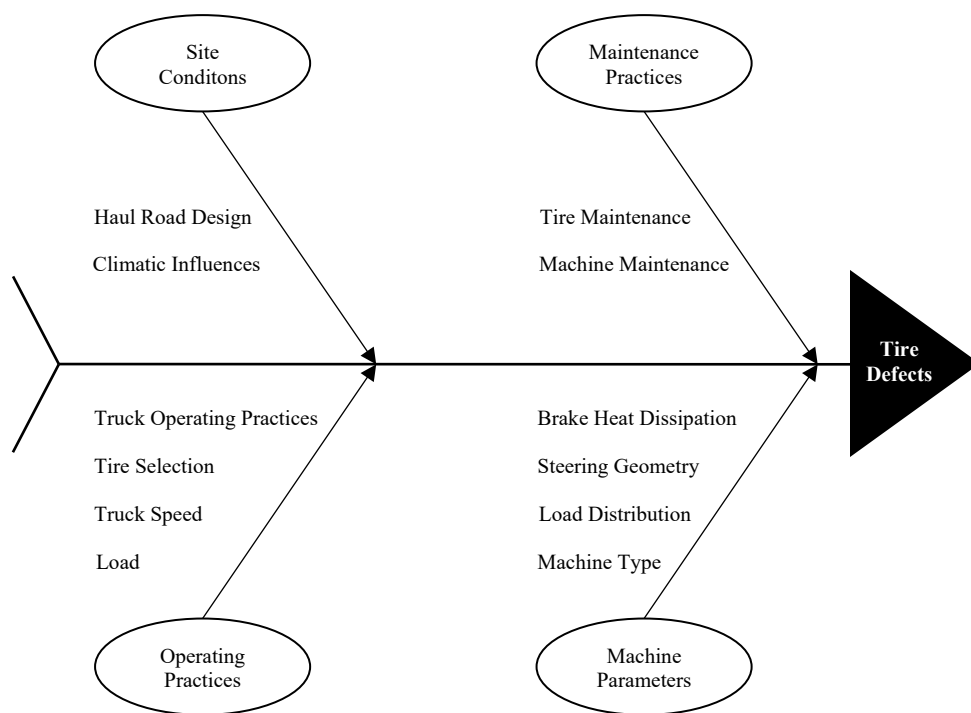 Site
Conditons
Maintenance
Practices
Haul Road Design
Climatic Influences
Tire Maintenance
Machine Maintenance
Tire
Defects
Truck Operating Practices
Tire Selection
Truck Speed
Load
Brake Heat Dissipation
Steering Geometry
Load Distribution
Machine Type
Operating
Practices
Machine
Parameters